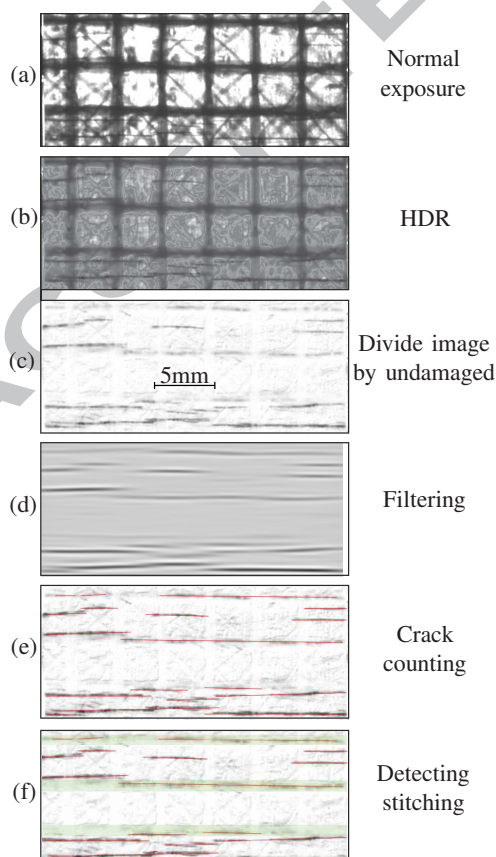 (a)
Normal
exposure
(b)
HDR
(c)
Divide image
by undamaged
5mm
(d)
Filtering
(e)
Crack
counting
(f)
Detecting
stitching